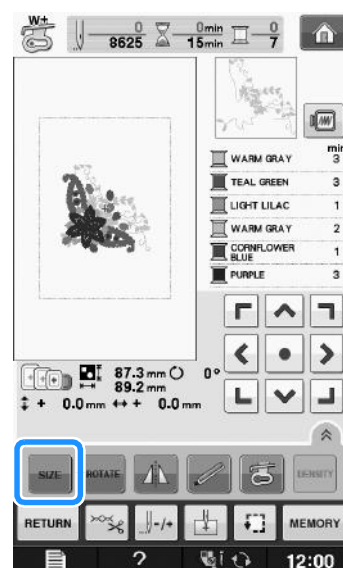 W+
0 0min 0
8625 15min 7
min
WARM GRAY 3
TEAL GREEN 3
LIGHT LILAC 1
WARM GRAY 2
CORNFLOWER BLUE 1
PURPLE 3
87.3 mm 0°
89.2 mm
+ 0.0 mm + 0.0 mm
SIZE ROTATE DENSITY
RETURN -/+ MEMORY
? 12:00